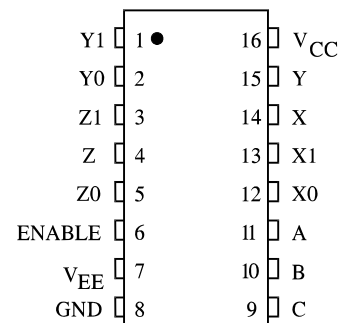 Y1 1 16 VCC
Y0 2 15 Y
Z1 3 14 X
Z 4 13 X1
Z0 5 12 X0
ENABLE 6 11 A
VEE 7 10 B
GND 8 9 C